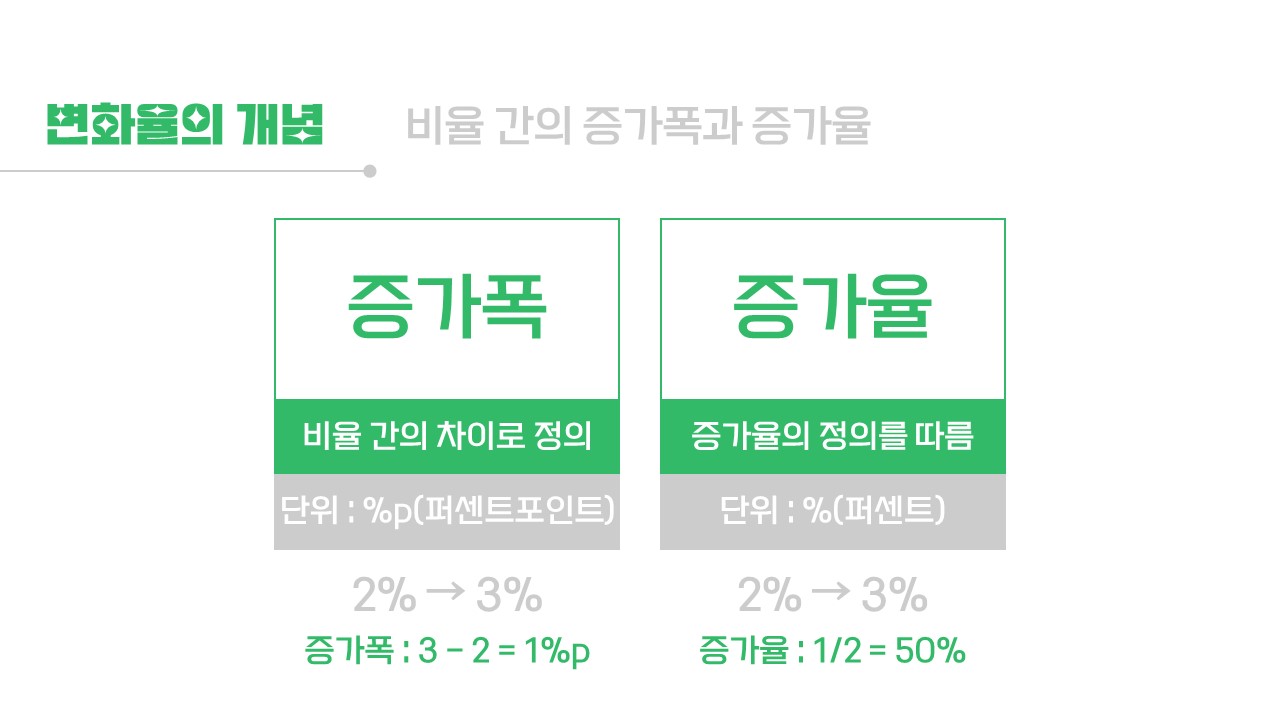 변화율의 개념
비율 간의 증가폭과 증가율
증가폭
비율 간의 차이로 정의
단위 : %p(퍼센트포인트)
2% → 3%
증가폭 : 3 − 2 = 1%p
증가율
증가율의 정의를 따름
단위 : %(퍼센트)
2% → 3%
증가율 : 1/2 = 50%